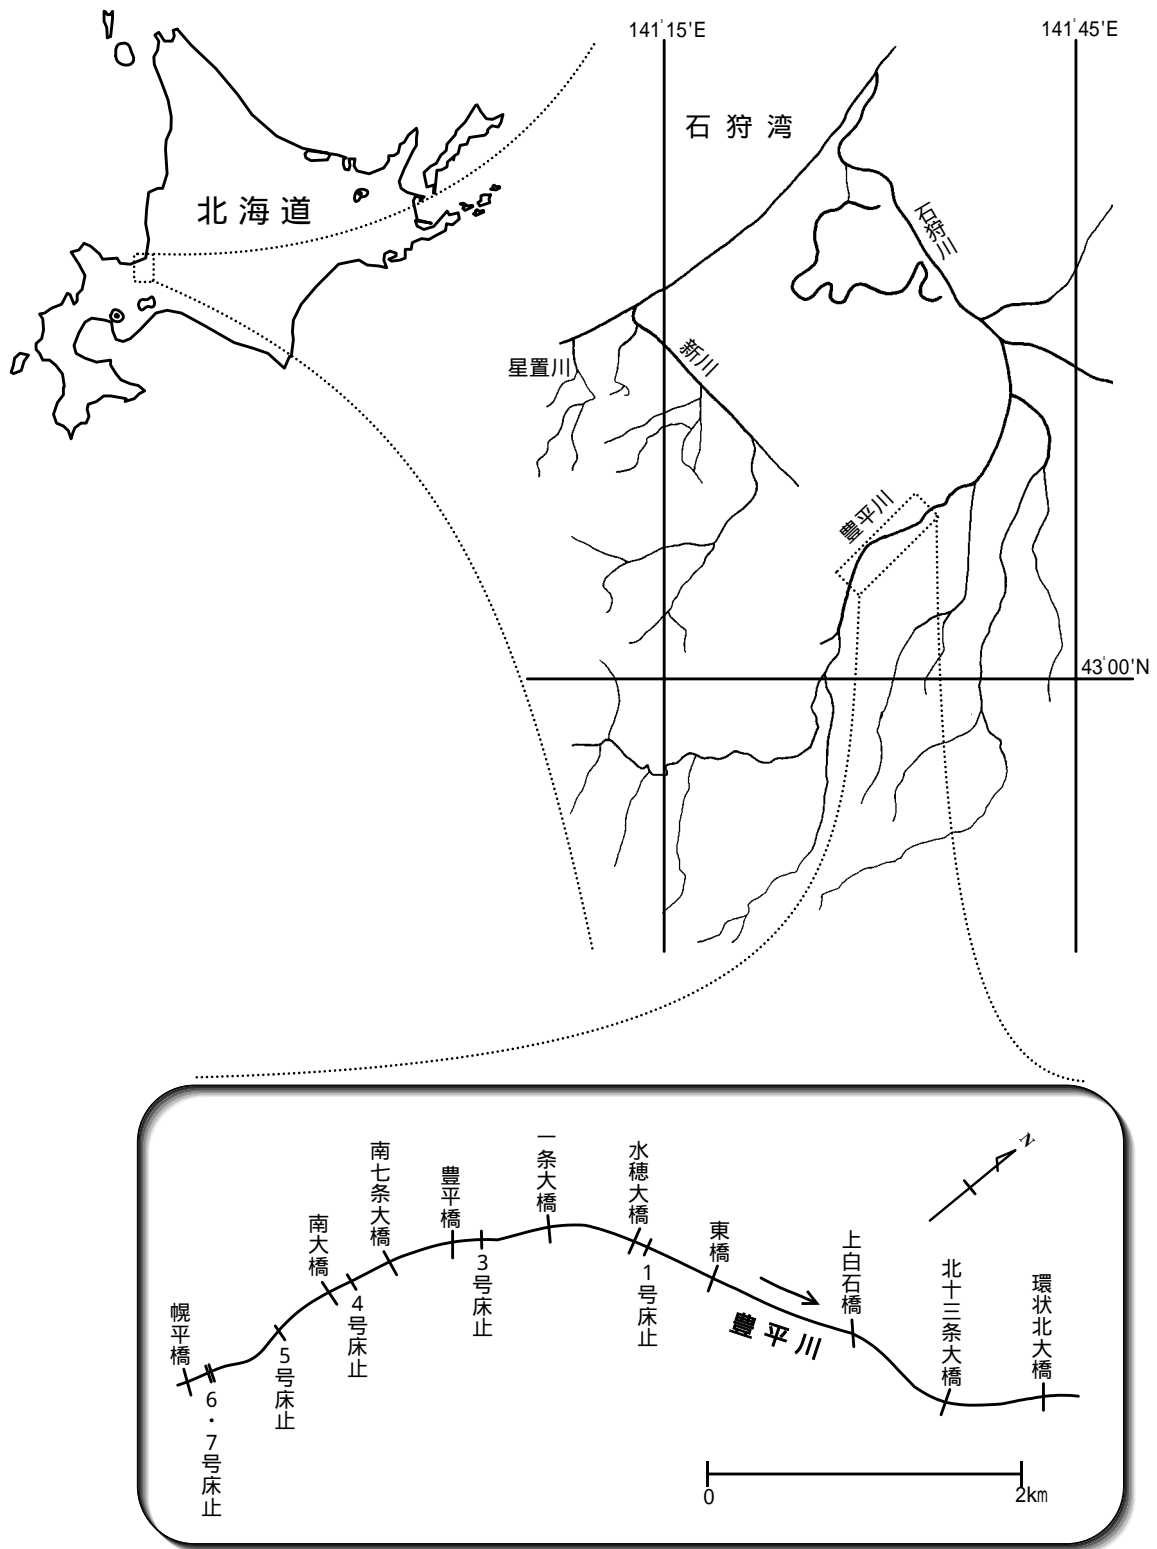 141°15'E
141°45'E
石狩湾
北海道
石狩川
星置川
新川
豊平川
43°00'N
N
幌平橋
6・7号床止
5号床止
南大橋
4号床止
南七条大橋
豊平橋
3号床止
一条大橋
水穂大橋
1号床止
東橋
豊平川
上白石橋
北十三条大橋
環状北大橋
0
2km